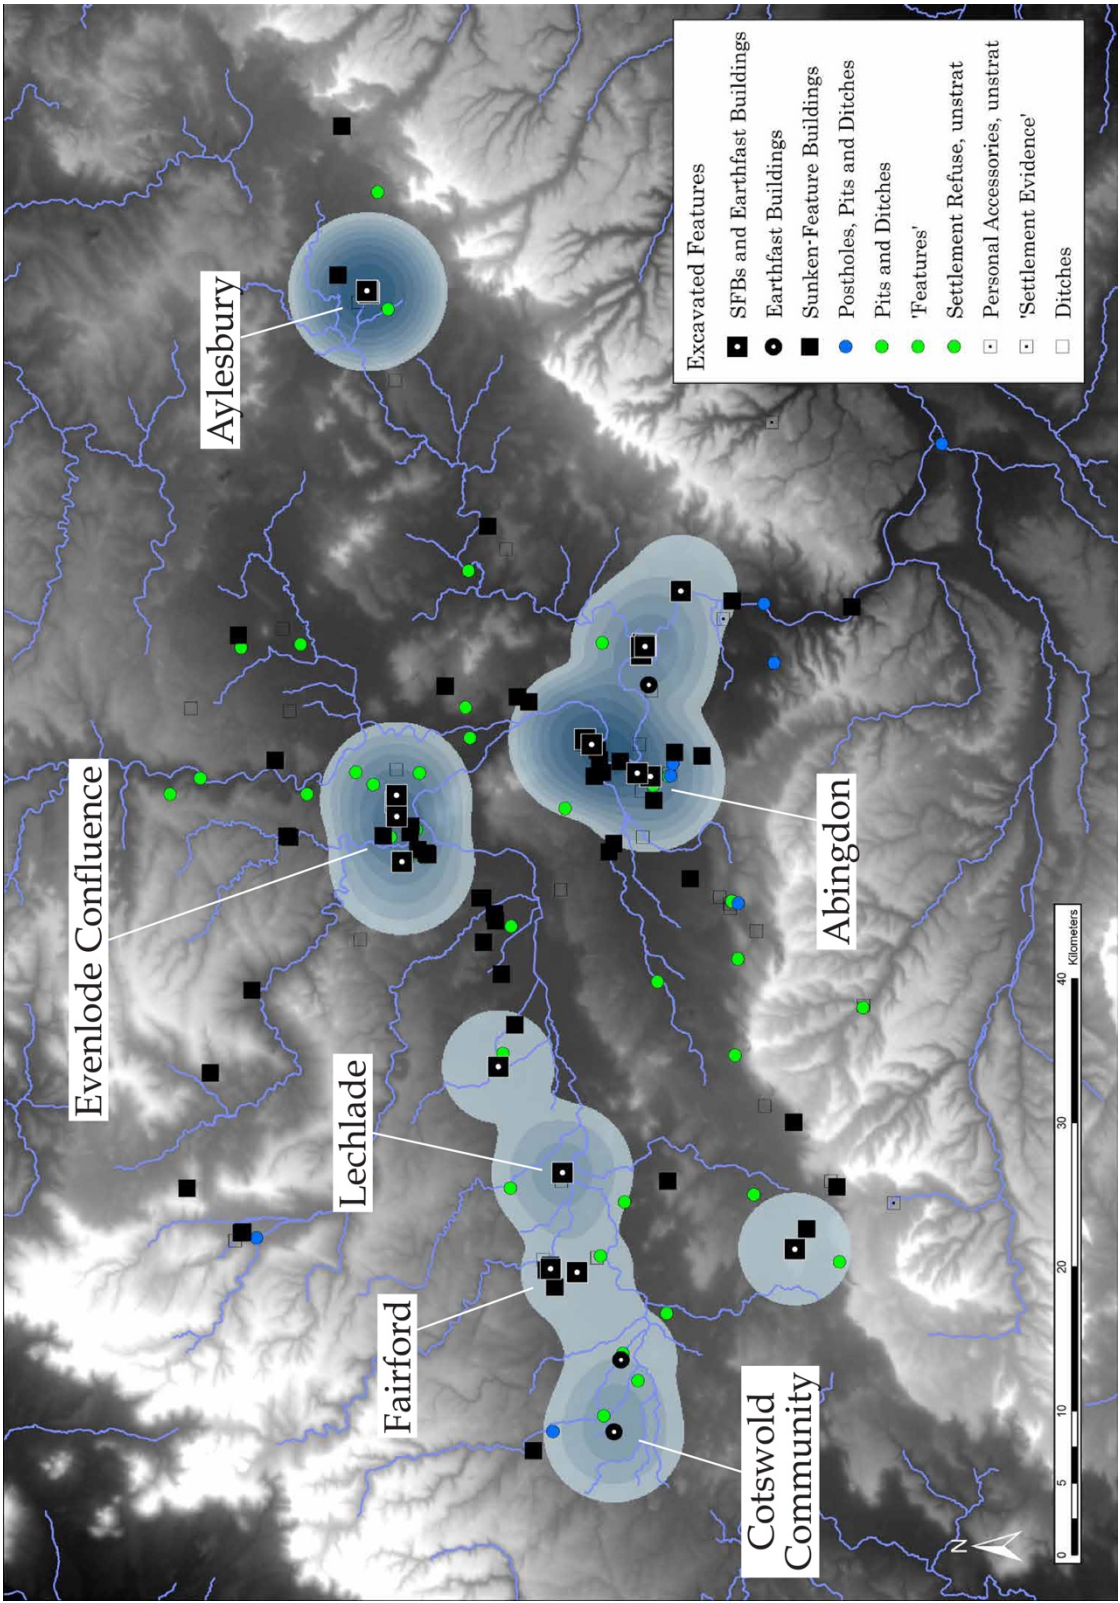 Aylesbury
Evenlode Confluence
Lechlade
Fairford
Cotswold
Community
Abingdon
Excavated Features
SFBs and Earthfast Buildings
Earthfast Buildings
Sunken-Feature Buildings
Postholes, Pits and Ditches
Pits and Ditches
'Features'
Settlement Refuse, unstrat
Personal Accessories, unstrat
'Settlement Evidence'
Ditches
N
0 5 10 20 30 40
Kilometers